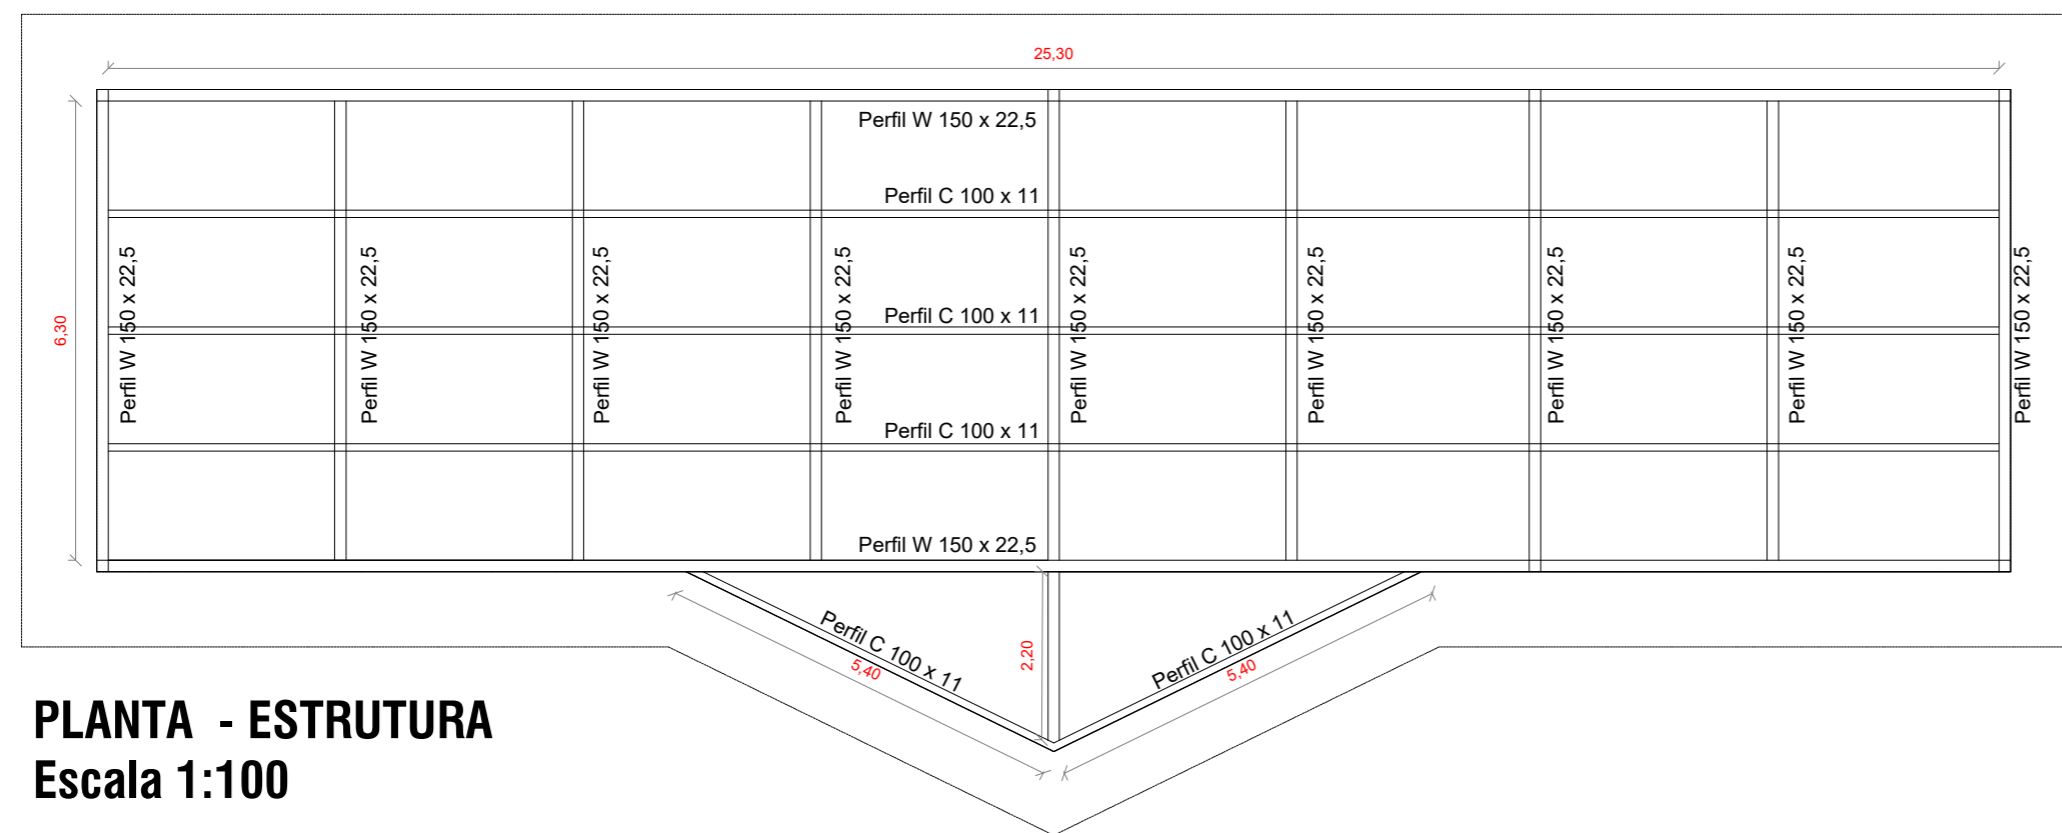 25,30
Perfil W 150 x 22,5
Perfil C 100 x 11
6,30
Perfil W 150 x 22,5
Perfil W 150 x 22,5
Perfil W 150 x 22,5
Perfil W 150 x 22,5
Perfil W 150 x 22,5
Perfil W 150 x 22,5
Perfil W 150 x 22,5
Perfil W 150 x 22,5
Perfil W 150 x 22,5
Perfil C 100 x 11
Perfil C 100 x 11
Perfil W 150 x 22,5
Perfil C 100 x 11
5,40
2,20
Perfil C 100 x 11
5,40
PLANTA - ESTRUTURA
Escala 1:100